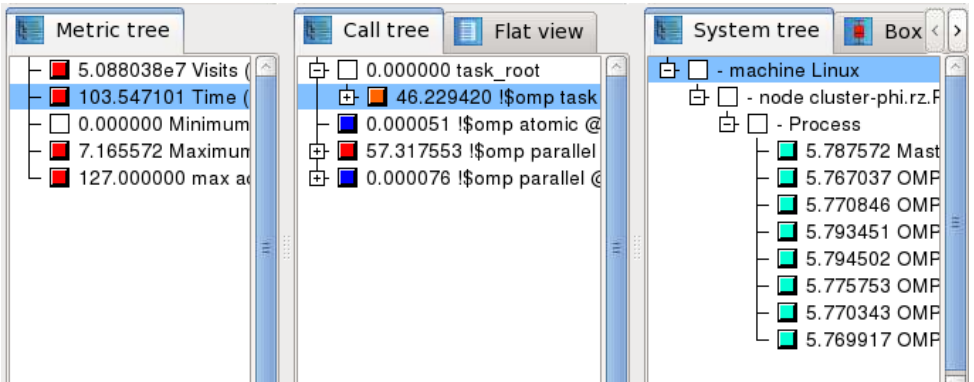 Metric tree
5.088038e7 Visits (
103.547101 Time (
0.000000 Minimum
7.165572 Maximum
127.000000 max a
Call tree
Flat view
0.000000 task_root
46.229420 !$omp task
0.000051 !$omp atomic @
57.317553 !$omp parallel
0.000076 !$omp parallel @
System tree
Box
- machine Linux
- node cluster-phi.rz.
- Process
5.787572 Mast
5.767037 OMP
5.770846 OMP
5.793451 OMP
5.794502 OMP
5.775753 OMP
5.770343 OMP
5.769917 OMP